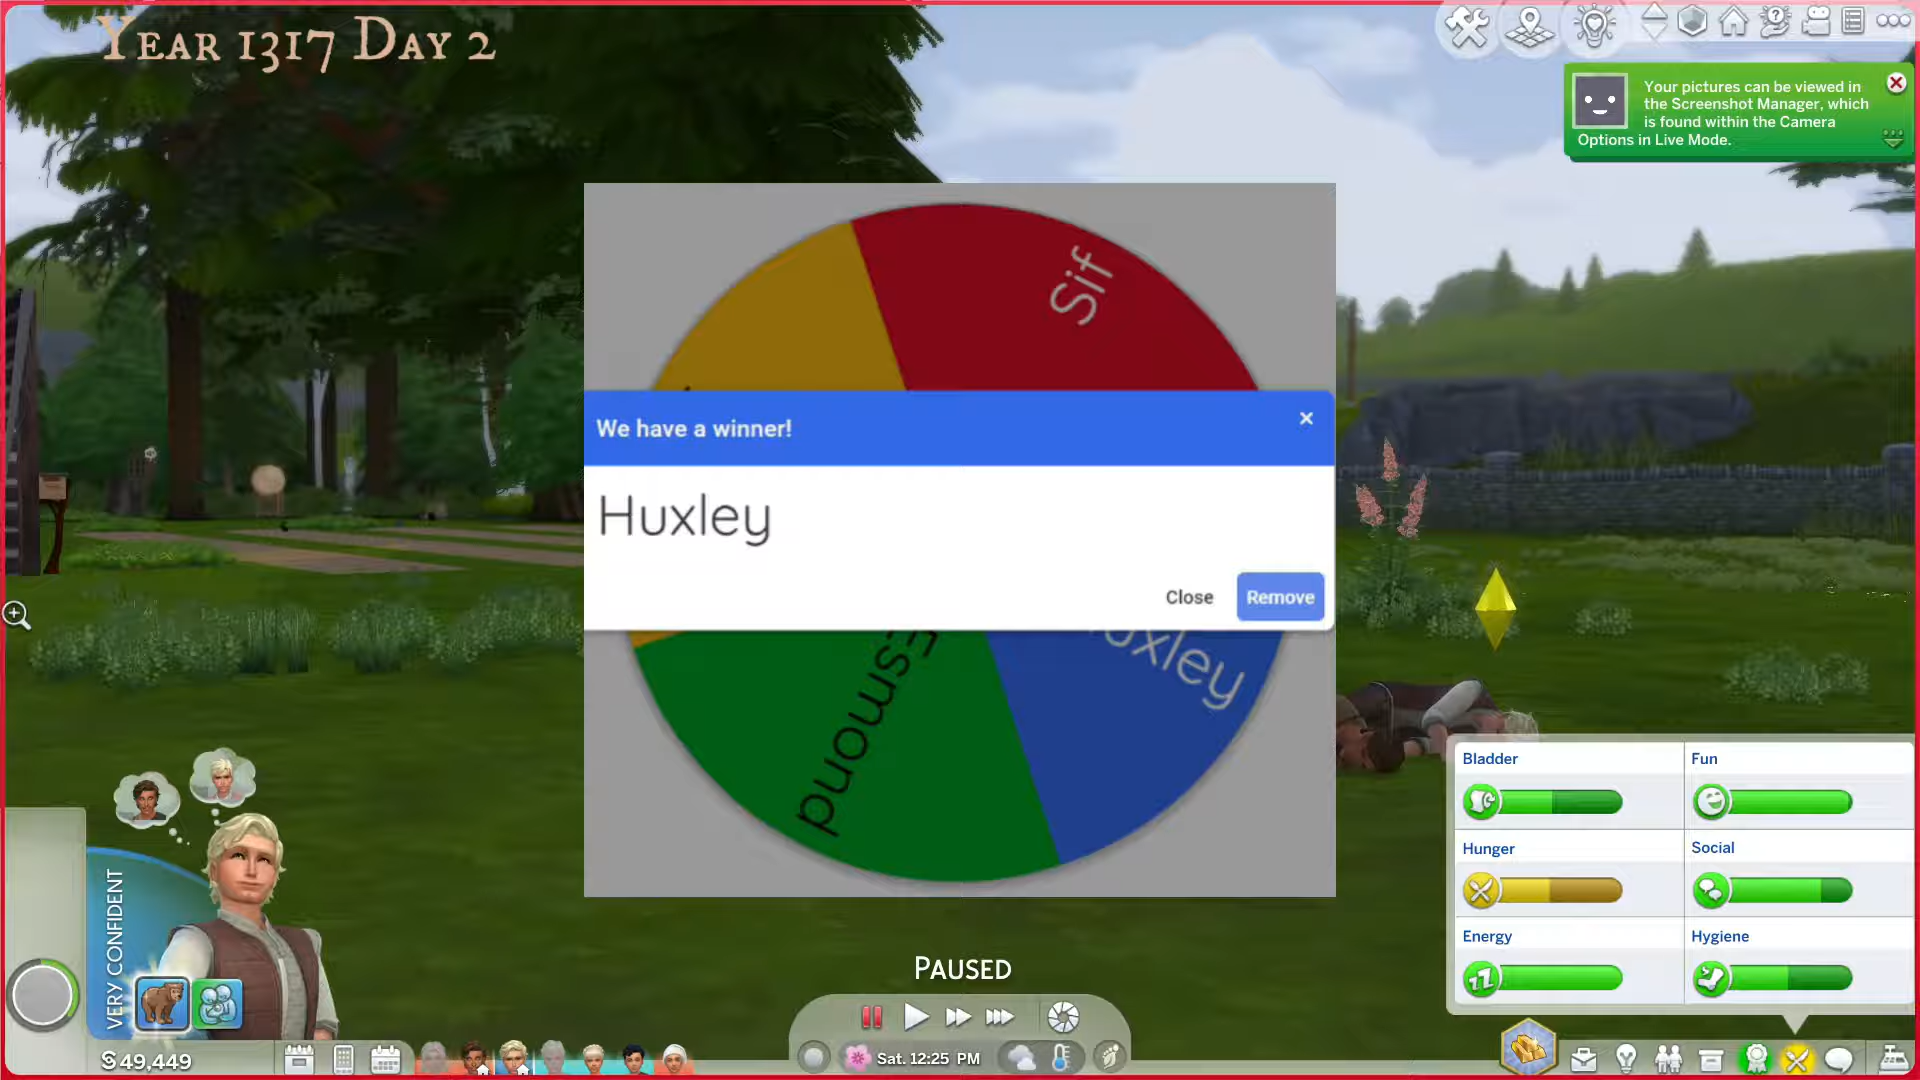 Year 1317 Day 2
Your pictures can be viewed in
the Screenshot Manager, which
is found within the Camera
Options in Live Mode.
Sif
We have a winner!
Huxley
Close
Remove
Esmond
Huxley
Bladder
Fun
Hunger
Social
Energy
Hygiene
VERY CONFIDENT
PAUSED
§49,449
Sat. 12:25 PM